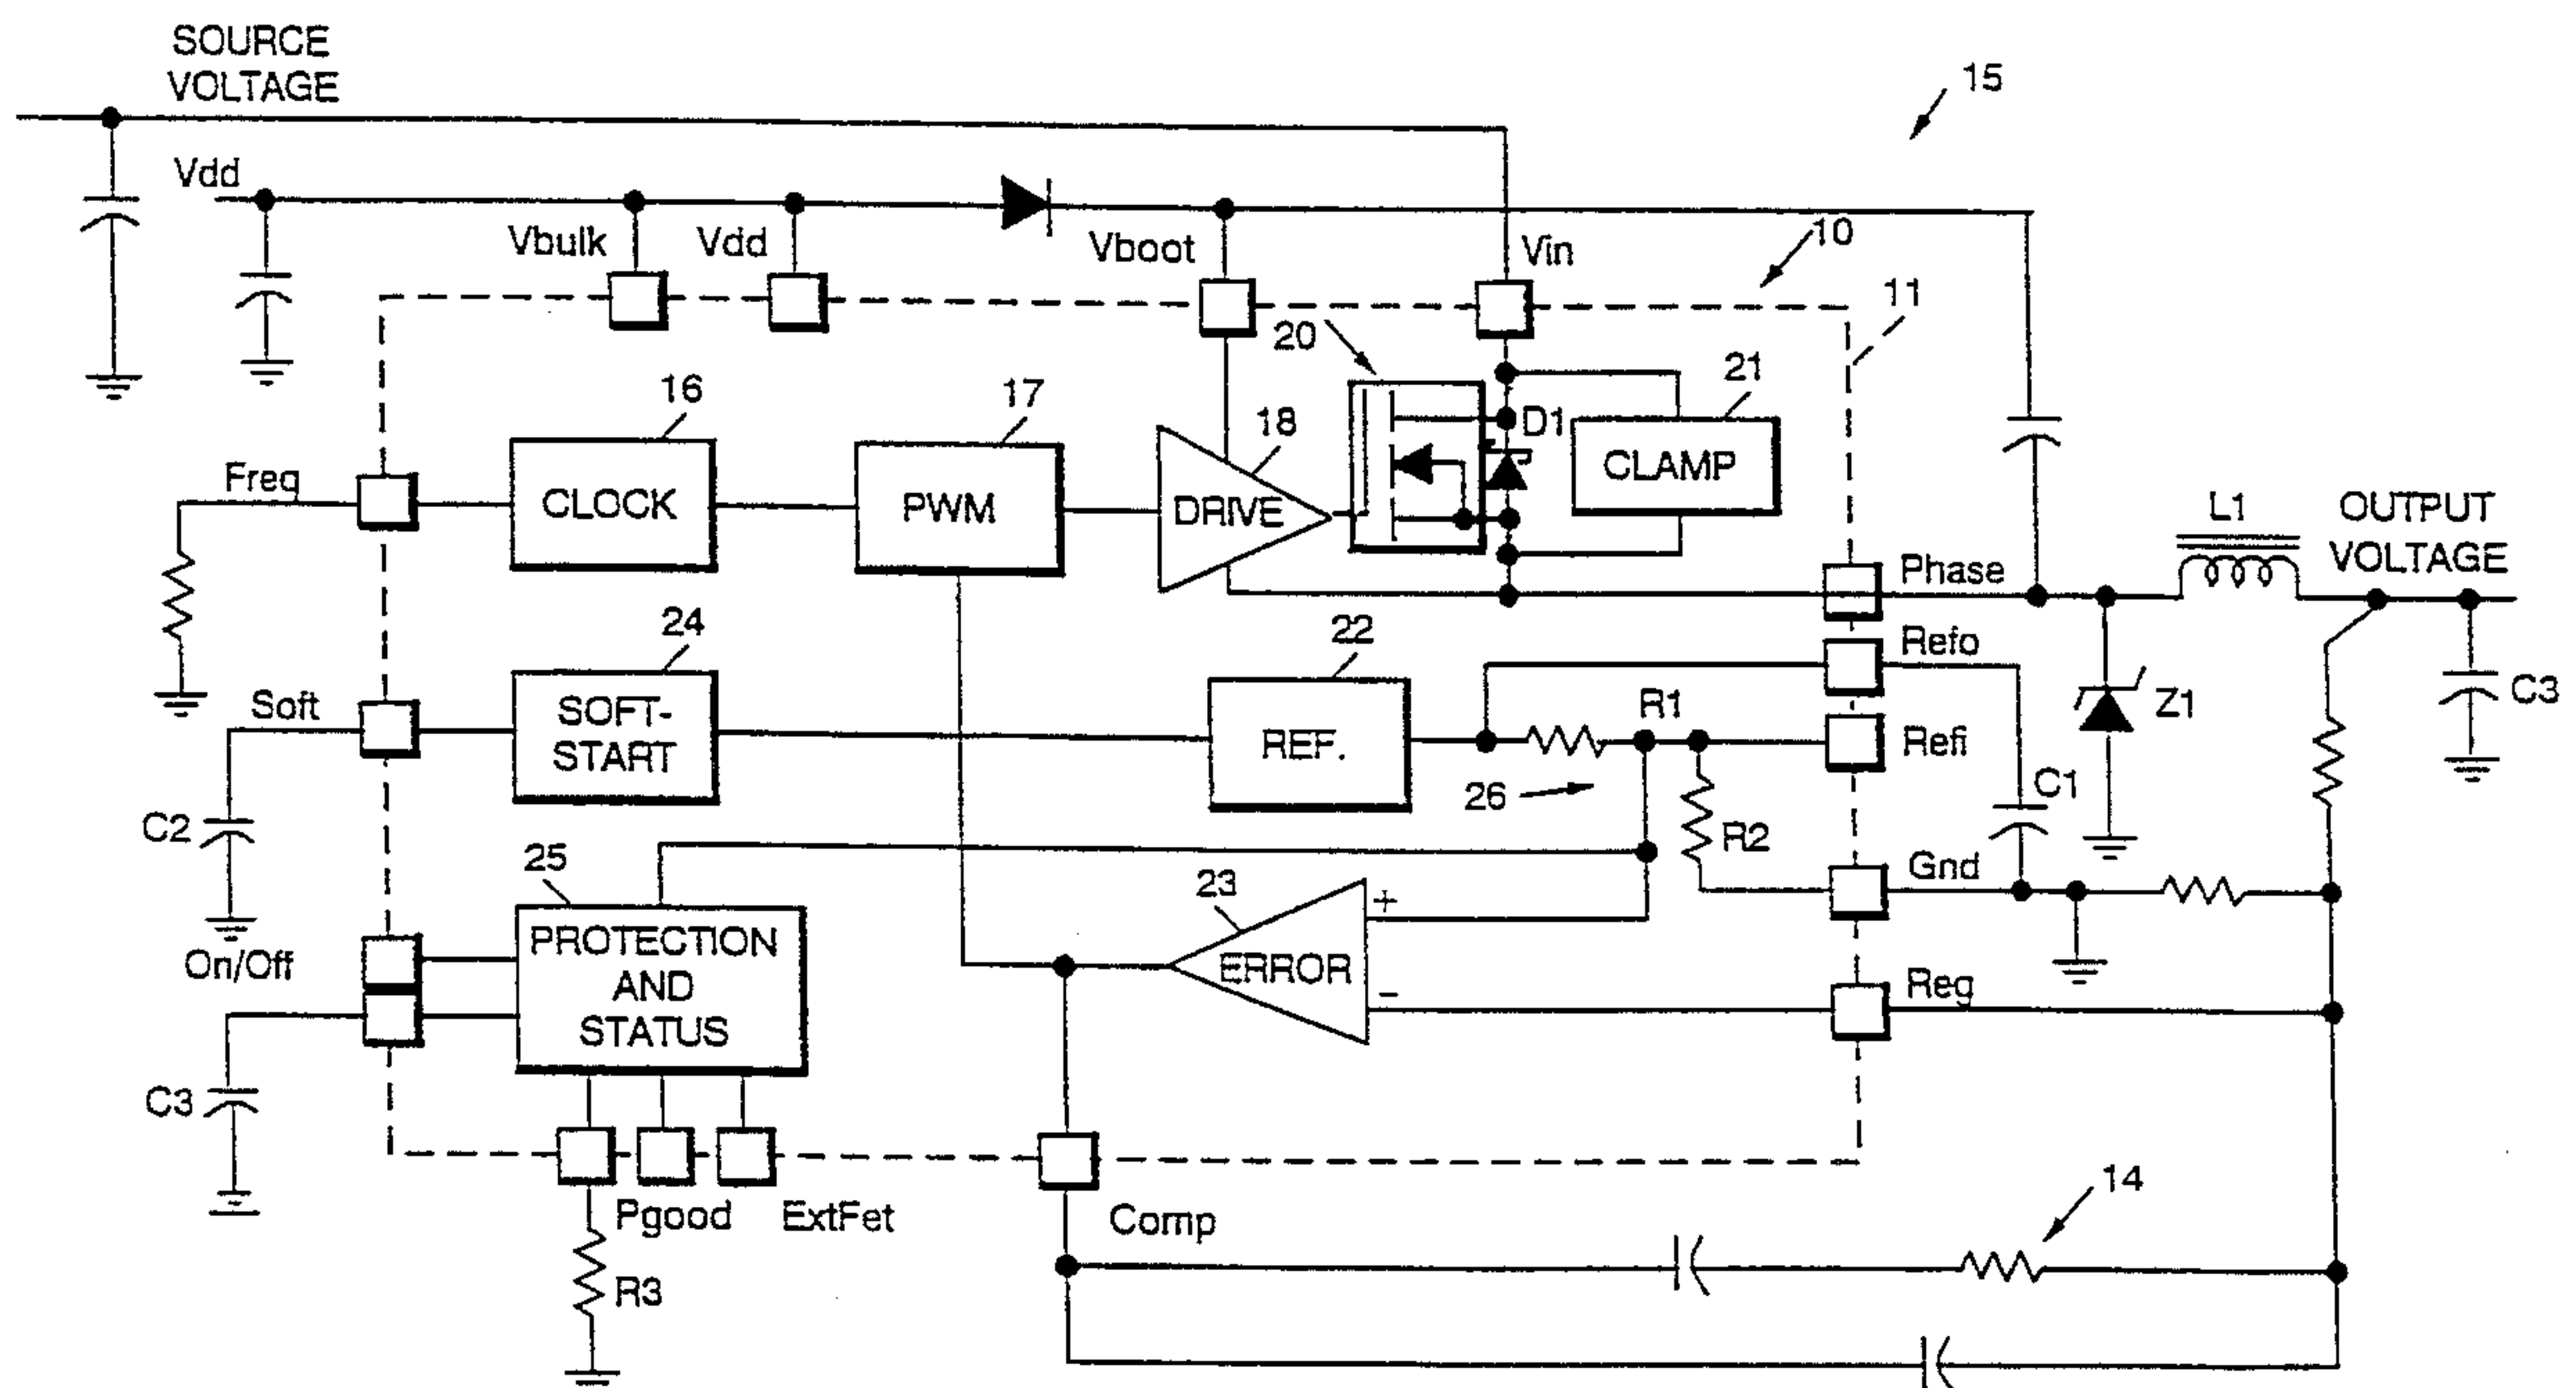 SOURCE
VOLTAGE
15
Vdd
Vbulk
Vdd
Vboot
Vin
10
11
20
16
17
18
D1
21
Freq
CLOCK
PWM
DRIVE
CLAMP
L1
OUTPUT
VOLTAGE
Phase
24
22
Refo
Soft
SOFT-
START
REF.
R1
Refi
Z1
C3
26
C1
C2
R2
25
23
Gnd
+
On/Off
PROTECTION
AND
STATUS
ERROR
-
Reg
C3
14
Pgood
ExtFet
Comp
R3